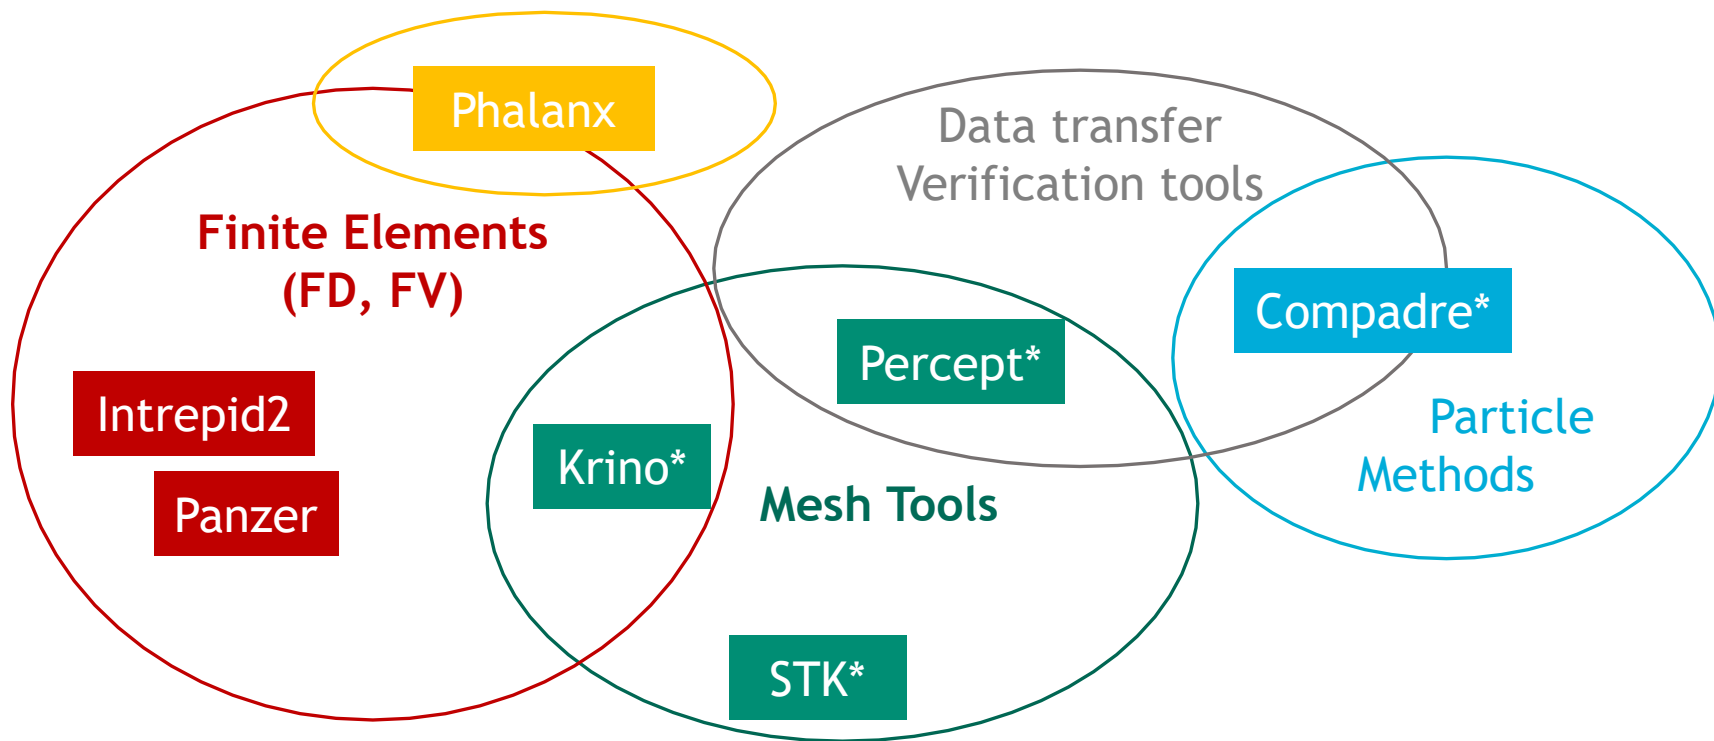 Phalanx
Data transfer
Verification tools
Finite Elements
(FD, FV)
Compadre*
Percept*
Intrepid2
Particle
Methods
Krino*
Mesh Tools
Panzer
STK*